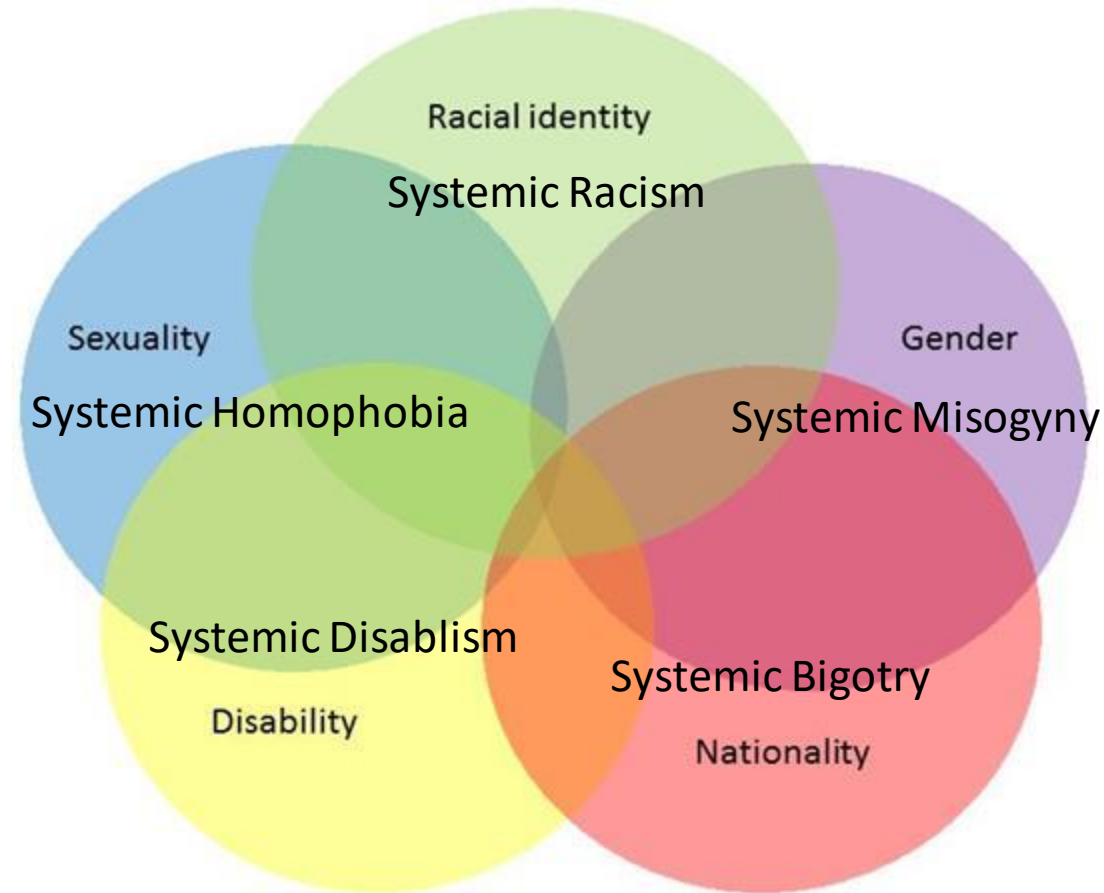 Racial identity
Systemic Racism
Sexuality
Gender
Systemic Homophobia
Systemic Misogyny
Systemic Disablism
Systemic Bigotry
Disability
Nationality